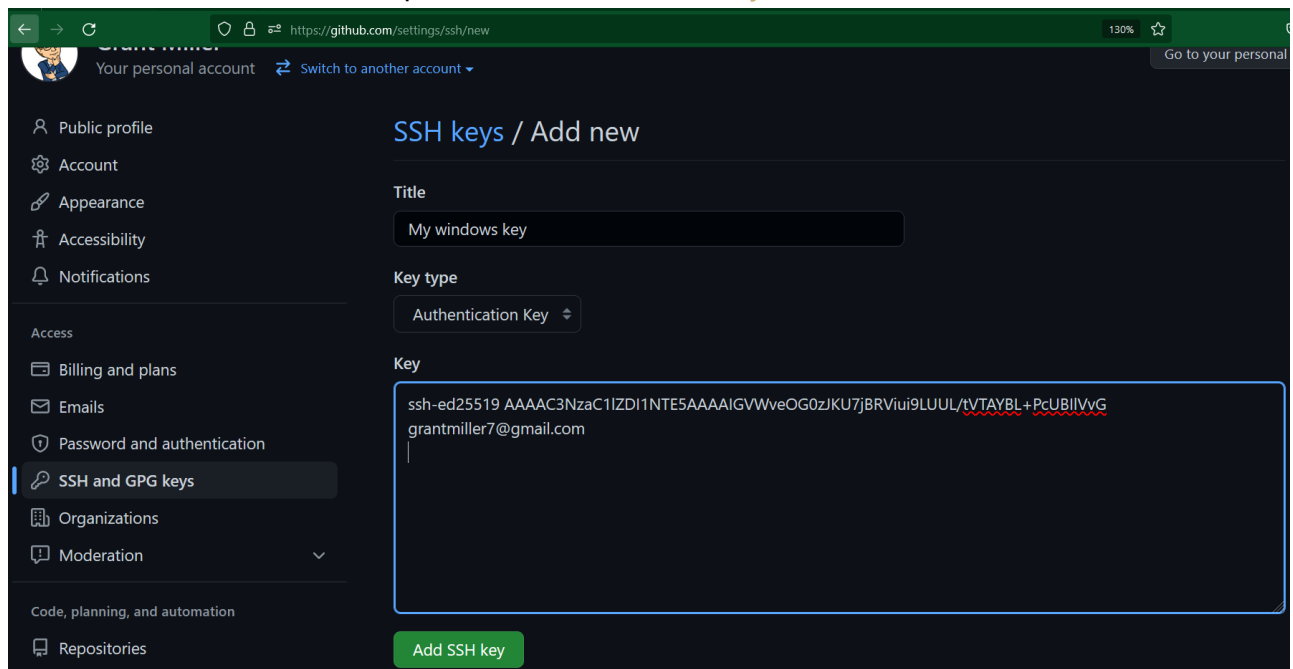 https://github.com/settings/ssh/new
130%
Grant Miller
Your personal account
Switch to another account
Go to your personal
Public profile
Account
Appearance
Accessibility
Notifications
Access
Billing and plans
Emails
Password and authentication
SSH and GPG keys
Organizations
Moderation
Code, planning, and automation
Repositories
SSH keys / Add new
Title
My windows key
Key type
Authentication Key
Key
ssh-ed25519 AAAAC3NzaC1lZDI1NTE5AAAAIGVWveOG0zJKU7jBRViui9LUUL/tVTAYBL+PcUBIlVvG
grantmiller7@gmail.com
Add SSH key